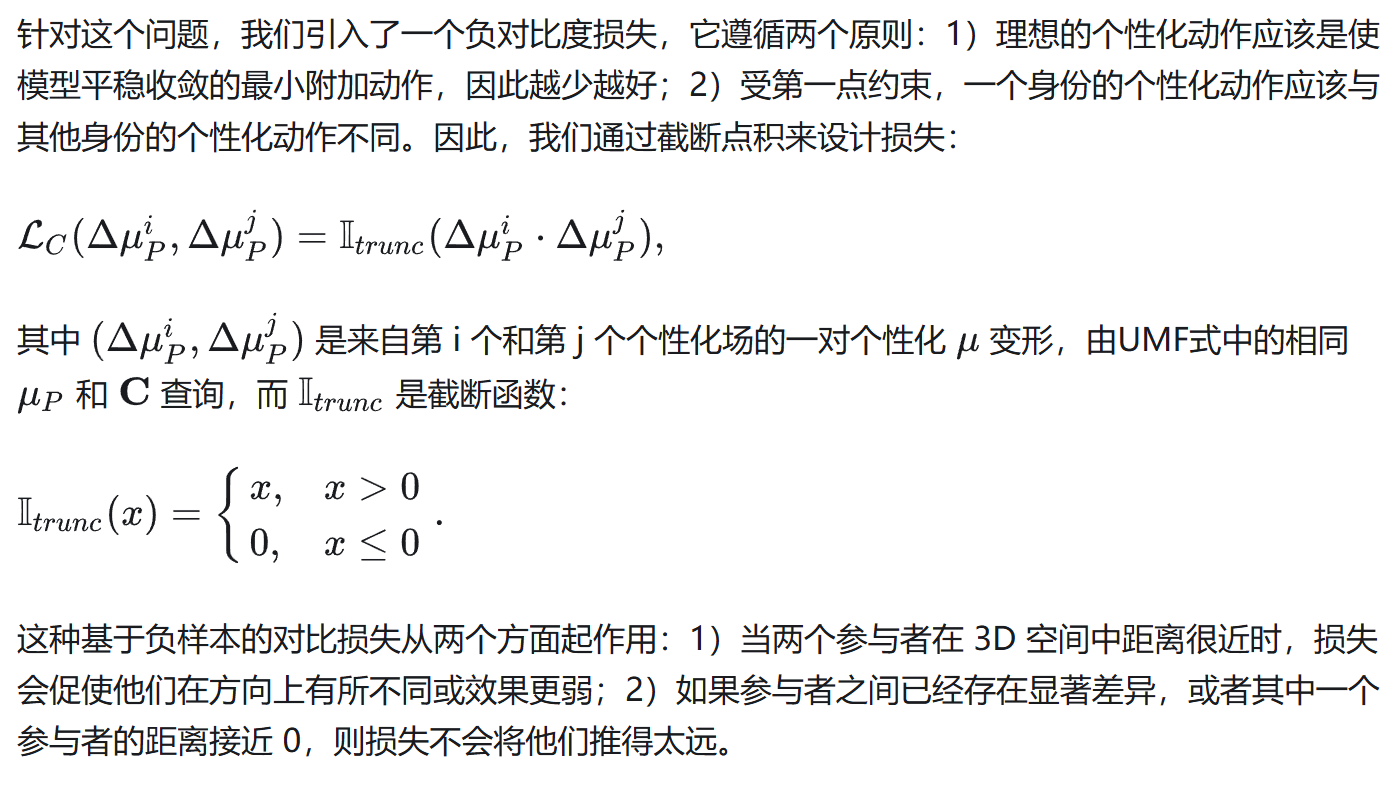 针对这个问题，我们引入了一个负对比度损失，它遵循两个原则：1）理想的个性化动作应该是使
模型平稳收敛的最小附加动作，因此越少越好；2）受第一点约束，一个身份的个性化动作应该与
其他身份的个性化动作不同。因此，我们通过截断点积来设计损失：
$\mathcal{L}_C(\Delta\mu_P^i, \Delta\mu_P^j) = \mathbb{I}_{trunc}(\Delta\mu_P^i \cdot \Delta\mu_P^j),$
其中 $(\Delta\mu_P^i, \Delta\mu_P^j)$ 是来自第 i 个和第 j 个个性化场的一对个性化 $\mu$ 变形，由UMF式中的相同
$\mu_P$ 和 $\mathbf{C}$ 查询，而 $\mathbb{I}_{trunc}$ 是截断函数：
$\mathbb{I}_{trunc}(x) = \begin{cases} x, & x > 0 \\ 0, & x \leq 0 \end{cases}.$
这种基于负样本的对比损失从两个方面起作用：1）当两个参与者在 3D 空间中距离很近时，损失
会促使他们在方向上有所不同或效果更弱；2）如果参与者之间已经存在显著差异，或者其中一个
参与者的距离接近 0，则损失不会将他们推得太远。